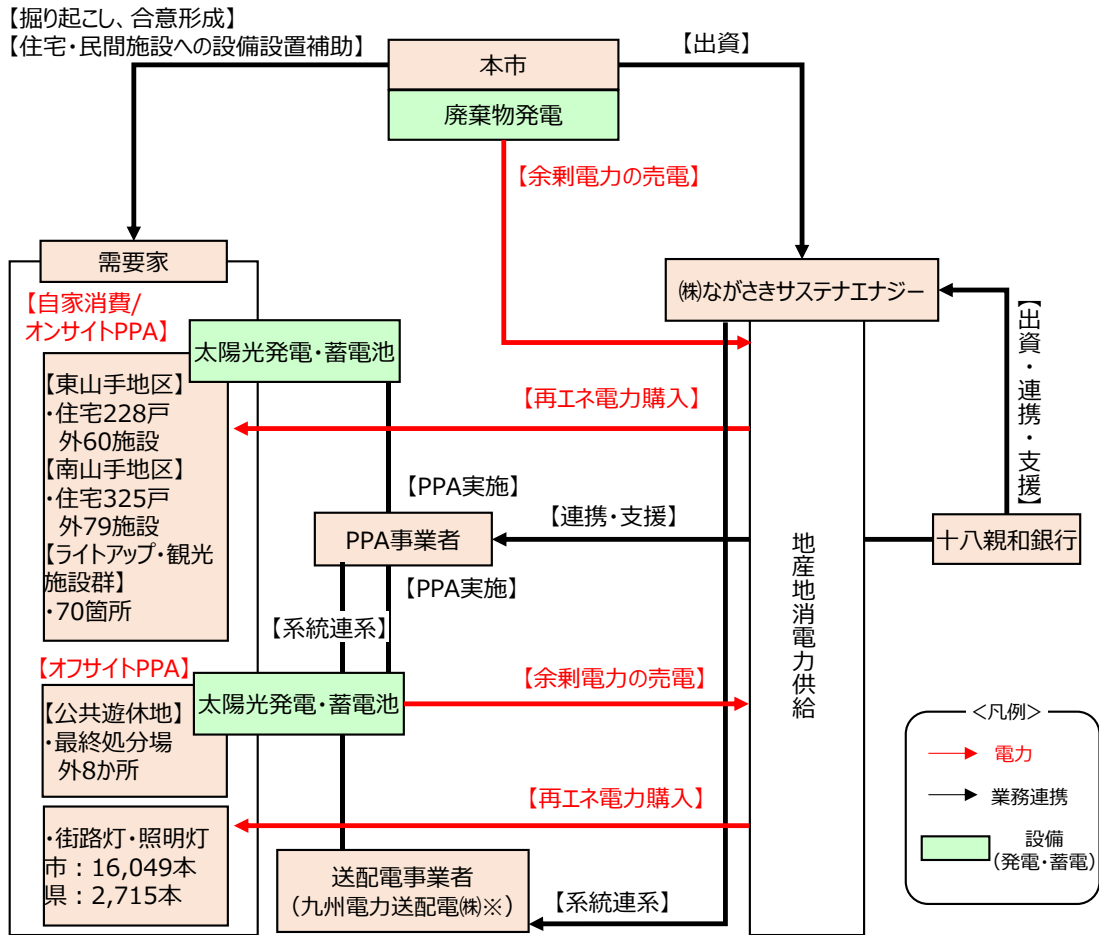 【掘り起こし、合意形成】
【住宅・民間施設への設備設置補助】
【出資】
本市
廃棄物発電
【余剰電力の売電】
需要家
【自家消費/
オンサイトPPA】
太陽光発電・蓄電池
【東山手地区】
・住宅228戸
外60施設
【南山手地区】
・住宅325戸
外79施設
【ライトアップ・観光
施設群】
・70箇所
㈱ながさきサステナエナジー
【出資・連携・支援】
【再エネ電力購入】
【PPA実施】
PPA事業者
【連携・支援】
【PPA実施】
十八親和銀行
地産地消電力供給
【系統連系】
【オフサイトPPA】
太陽光発電・蓄電池
【余剰電力の売電】
【公共遊休地】
・最終処分場
外8か所
【再エネ電力購入】
・街路灯・照明灯
市：16,049本
県：2,715本
送配電事業者
（九州電力送配電㈱※）
【系統連系】
＜凡例＞
電力
業務連携
設備
（発電・蓄電）